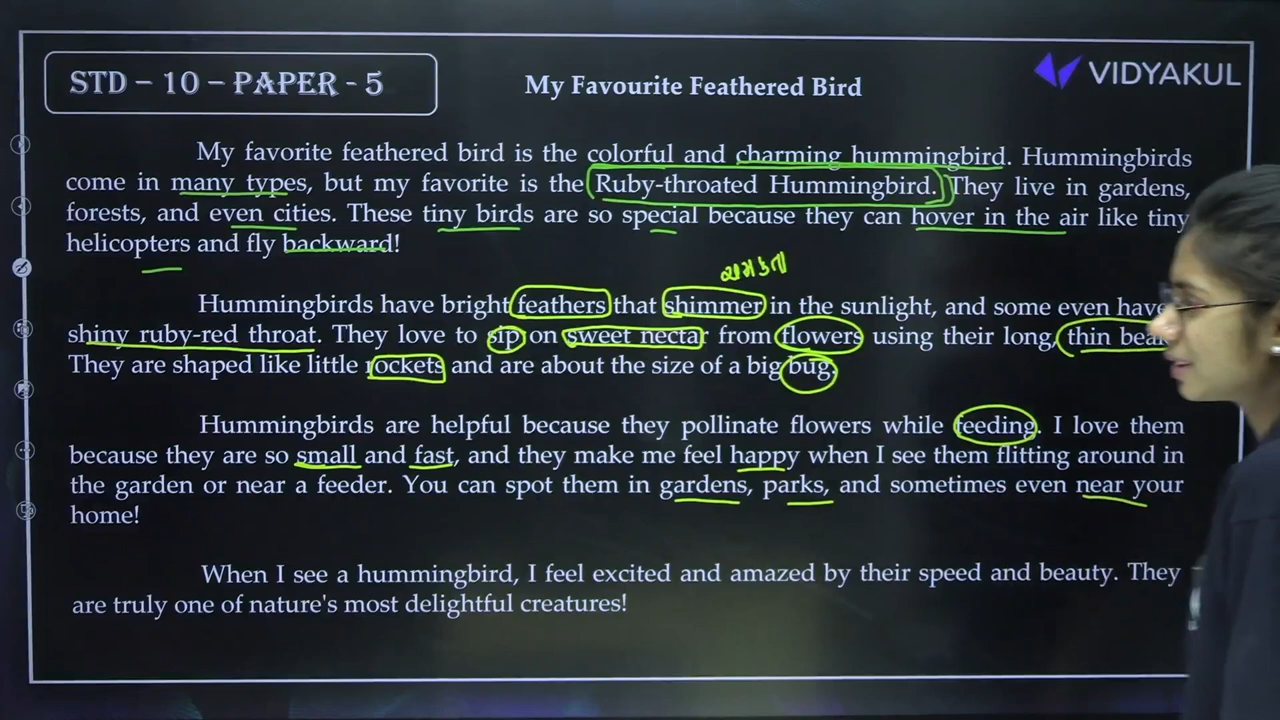 STD – 10 – PAPER - 5
My Favourite Feathered Bird
VIDYAKUL
My favorite feathered bird is the colorful and charming hummingbird. Hummingbirds
come in many types, but my favorite is the Ruby-throated Hummingbird. They live in gardens,
forests, and even cities. These tiny birds are so special because they can hover in the air like tiny
helicopters and fly backward!
Hummingbirds have bright feathers that shimmer in the sunlight, and some even have
shiny ruby-red throat. They love to sip on sweet nectar from flowers using their long, thin
They are shaped like little rockets and are about the size of a big bug.
Hummingbirds are helpful because they pollinate flowers while feeding. I love them
because they are so small and fast, and they make me feel happy when I see them flitting around in
the garden or near a feeder. You can spot them in gardens, parks, and sometimes even near your
home!
When I see a hummingbird, I feel excited and amazed by their speed and beauty. They
are truly one of nature's most delightful creatures!